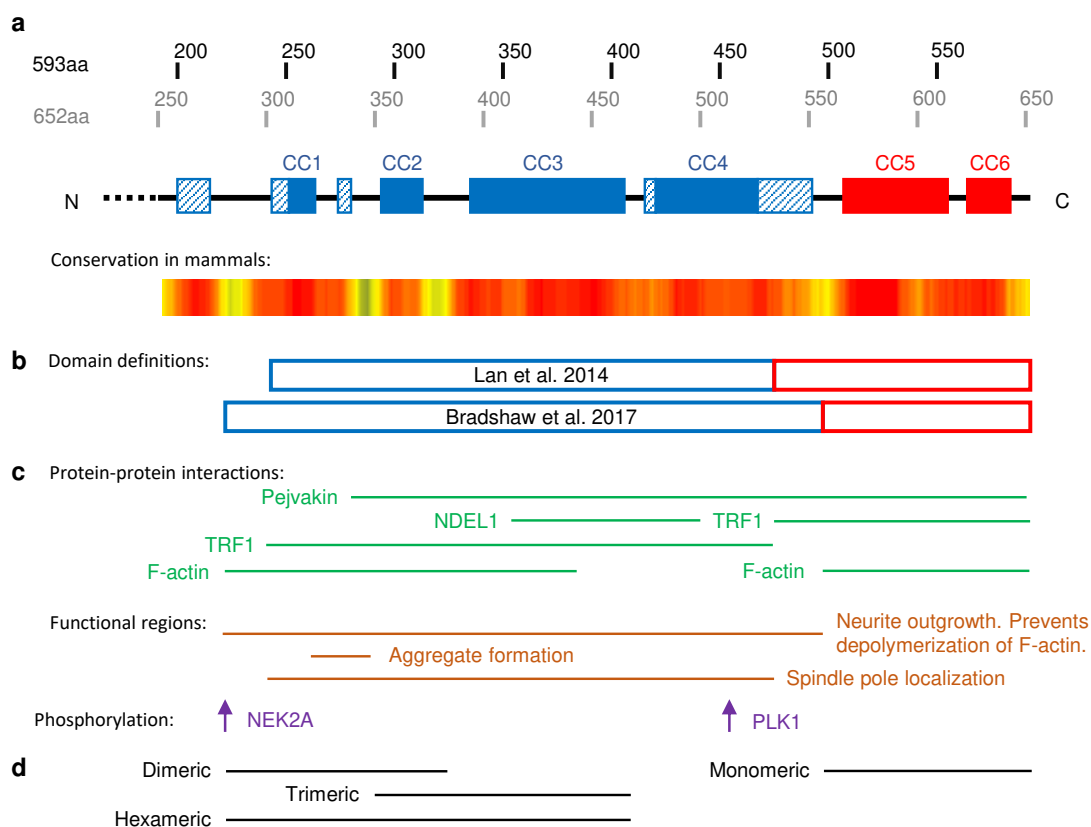 a
200 250 300 350 400 450 500 550
593aa
250 300 350 400 450 500 550 600 650
652aa
CC1 CC2 CC3 CC4 CC5 CC6
N C
Conservation in mammals:
b Domain definitions:
Lan et al. 2014
Bradshaw et al. 2017
c Protein-protein interactions:
Pejvakin
NDEL1 TRF1
TRF1
F-actin F-actin
Functional regions:
Neurite outgrowth. Prevents
depolymerization of F-actin.
Aggregate formation
Spindle pole localization
Phosphorylation: NEK2A PLK1
d
Dimeric Monomeric
Trimeric
Hexameric